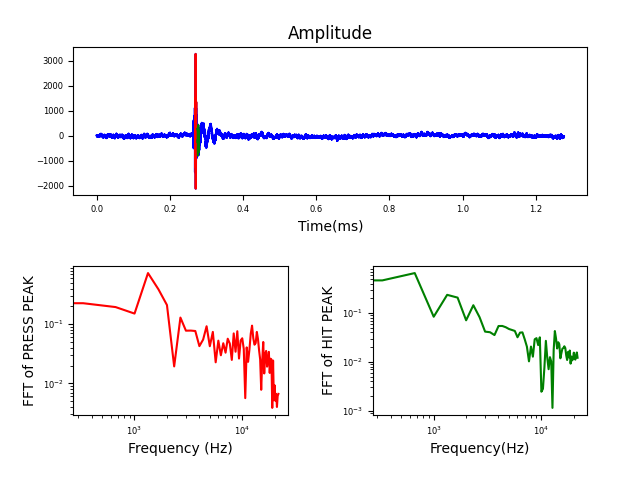 Amplitude
3000
2000
1000
0
−1000
−2000
0.0 0.2 0.4 0.6 0.8 1.0 1.2
Time(ms)
FFT of PRESS PEAK
10⁻¹
10⁻²
10³ 10⁴
Frequency (Hz)
FFT of HIT PEAK
10⁻¹
10⁻²
10⁻³
10³ 10⁴
Frequency(Hz)